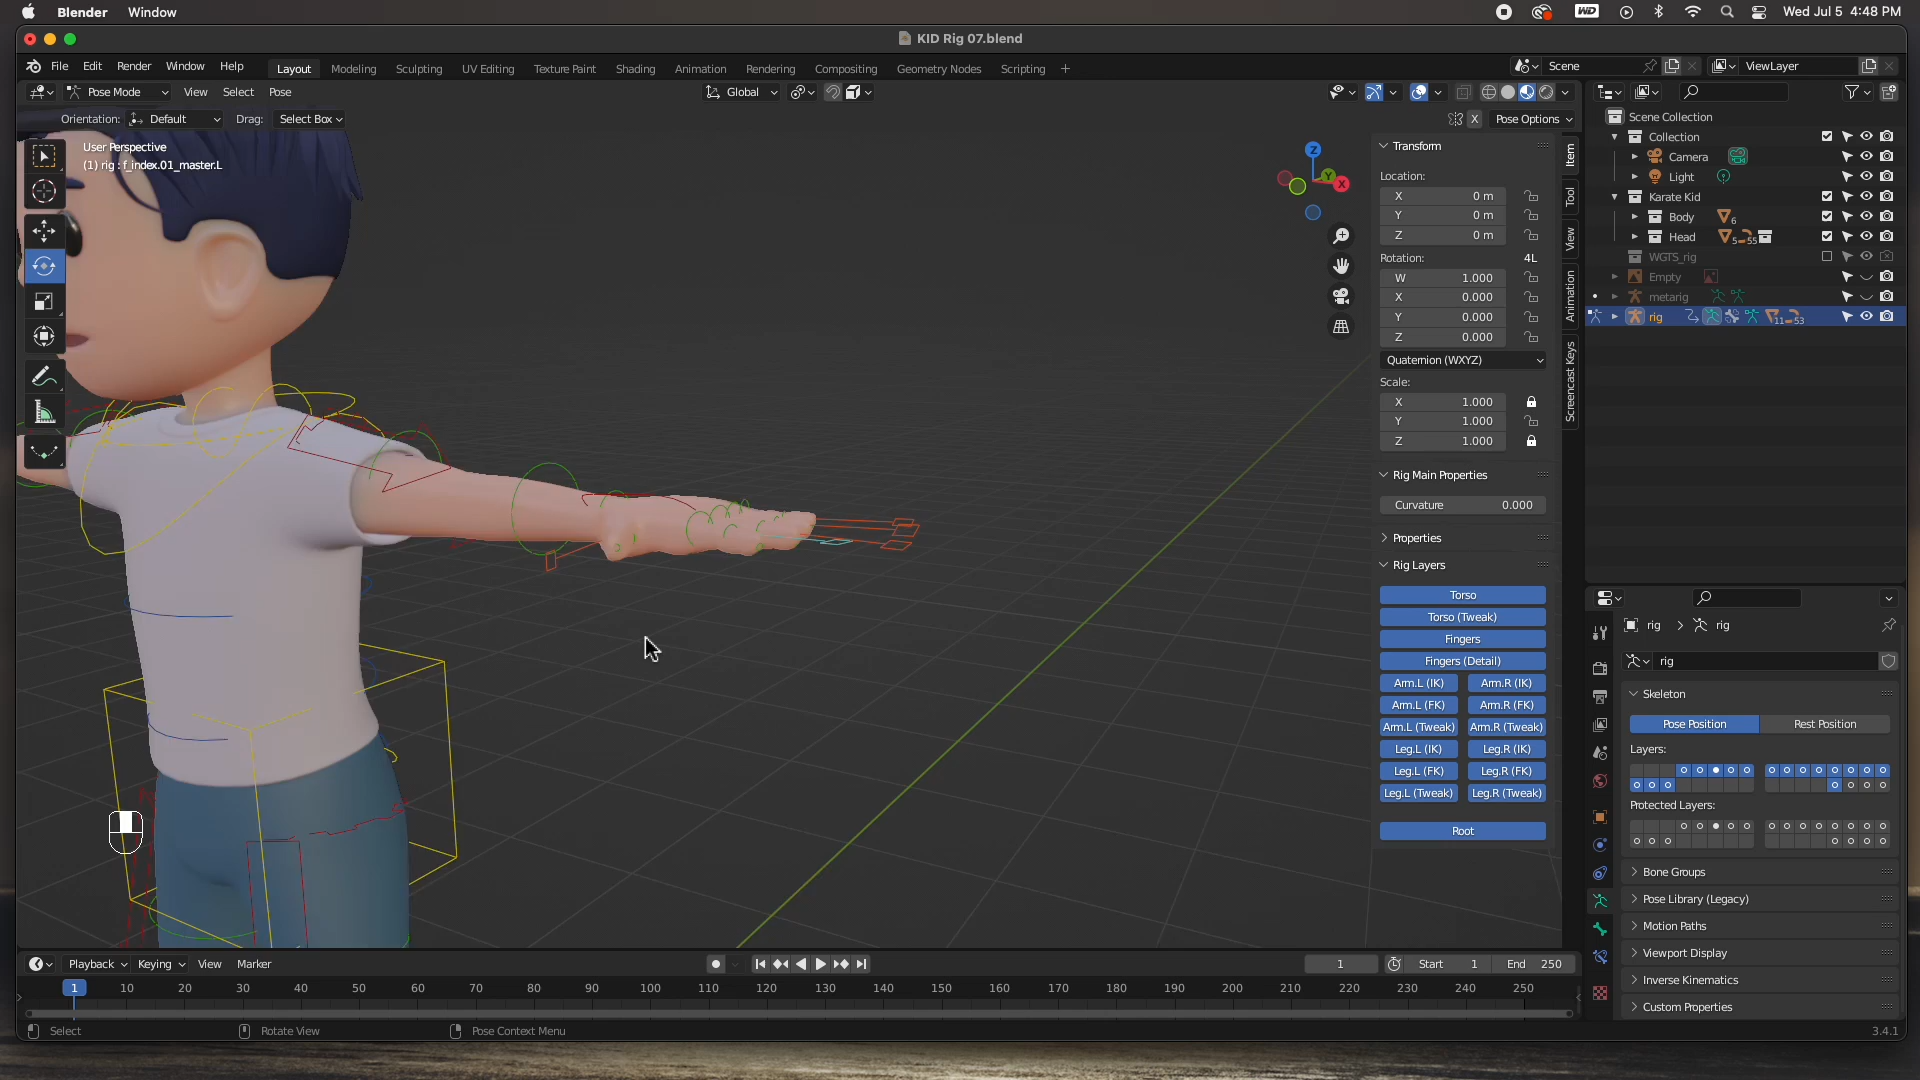 Blender Window
WD
Wed Jul 5 4:48 PM
KID Rig 07.blend
File Edit Render Window Help
Layout Modeling Sculpting UV Editing Texture Paint Shading Animation Rendering Compositing Geometry Nodes Scripting +
Scene
ViewLayer
Pose Mode View Select Pose
Global
Orientation: Default Drag: Select Box
X Pose Options
User Perspective
(1) rig : f_index.01_master.L
Z
Y
X
Item
Tool
View
Animation
Screencast Keys
Transform
Location:
X 0 m
Y 0 m
Z 0 m
Rotation: 4L
W 1.000
X 0.000
Y 0.000
Z 0.000
Quaternion (WXYZ)
Scale:
X 1.000
Y 1.000
Z 1.000
Rig Main Properties
Curvature 0.000
Properties
Rig Layers
Torso
Torso (Tweak)
Fingers
Fingers (Detail)
Arm.L (IK) Arm.R (IK)
Arm.L (FK) Arm.R (FK)
Arm.L (Tweak) Arm.R (Tweak)
Leg.L (IK) Leg.R (IK)
Leg.L (FK) Leg.R (FK)
Leg.L (Tweak) Leg.R (Tweak)
Root
Scene Collection
Collection
Camera
Light
Karate Kid
Body 6
Head 5 55
WGTS_rig
Empty
metarig
rig 11 53
rig > rig
rig
Skeleton
Pose Position Rest Position
Layers:
Protected Layers:
Bone Groups
Pose Library (Legacy)
Motion Paths
Viewport Display
Inverse Kinematics
Custom Properties
Playback Keying View Marker
1 Start 1 End 250
1 10 20 30 40 50 60 70 80 90 100 110 120 130 140 150 160 170 180 190 200 210 220 230 240 250
Select Rotate View Pose Context Menu
3.4.1